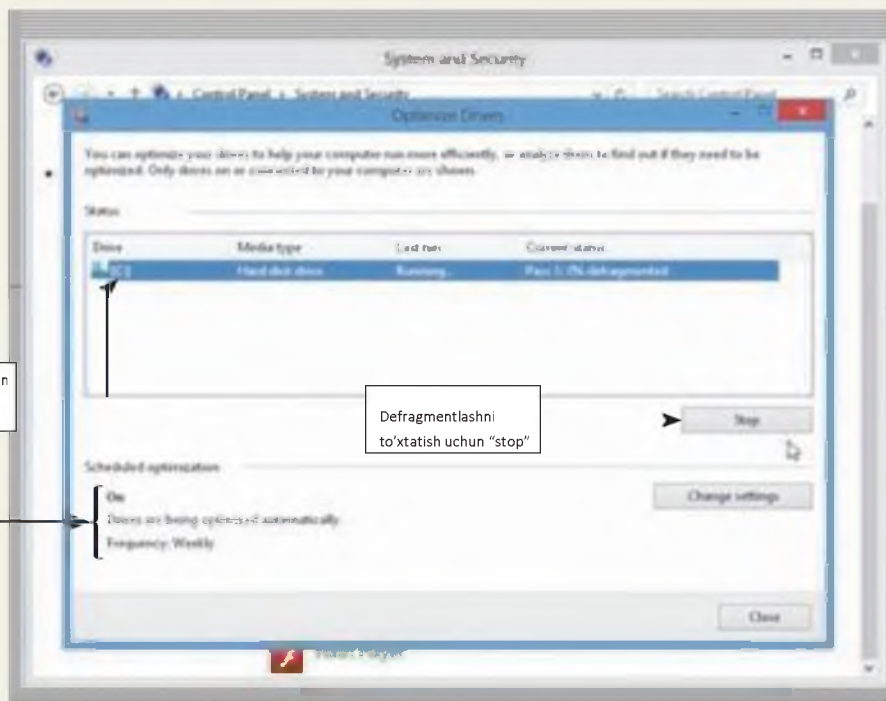 System and Security
Control Panel System and Security
Search Control Panel
Optimize Drives
You can optimize your drives to help your computer run more efficiently, or analyze them to find out if they need to be
optimized. Only drives on or connected to your computer are shown.
Status
Drive Media type Last run Current status
(C:) Hard disk drive Running... Pass 1: 0% defragmented
n
Defragmentlashni
to'xtatish uchun “stop”
Stop
Scheduled optimization
On
Drives are being optimized automatically.
Frequency: Weekly
Change settings
Close